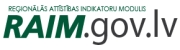 REĢIONĀLĀS ATTĪSTĪBAS INDIKATORU MODULIS
RAIM.gov.lv